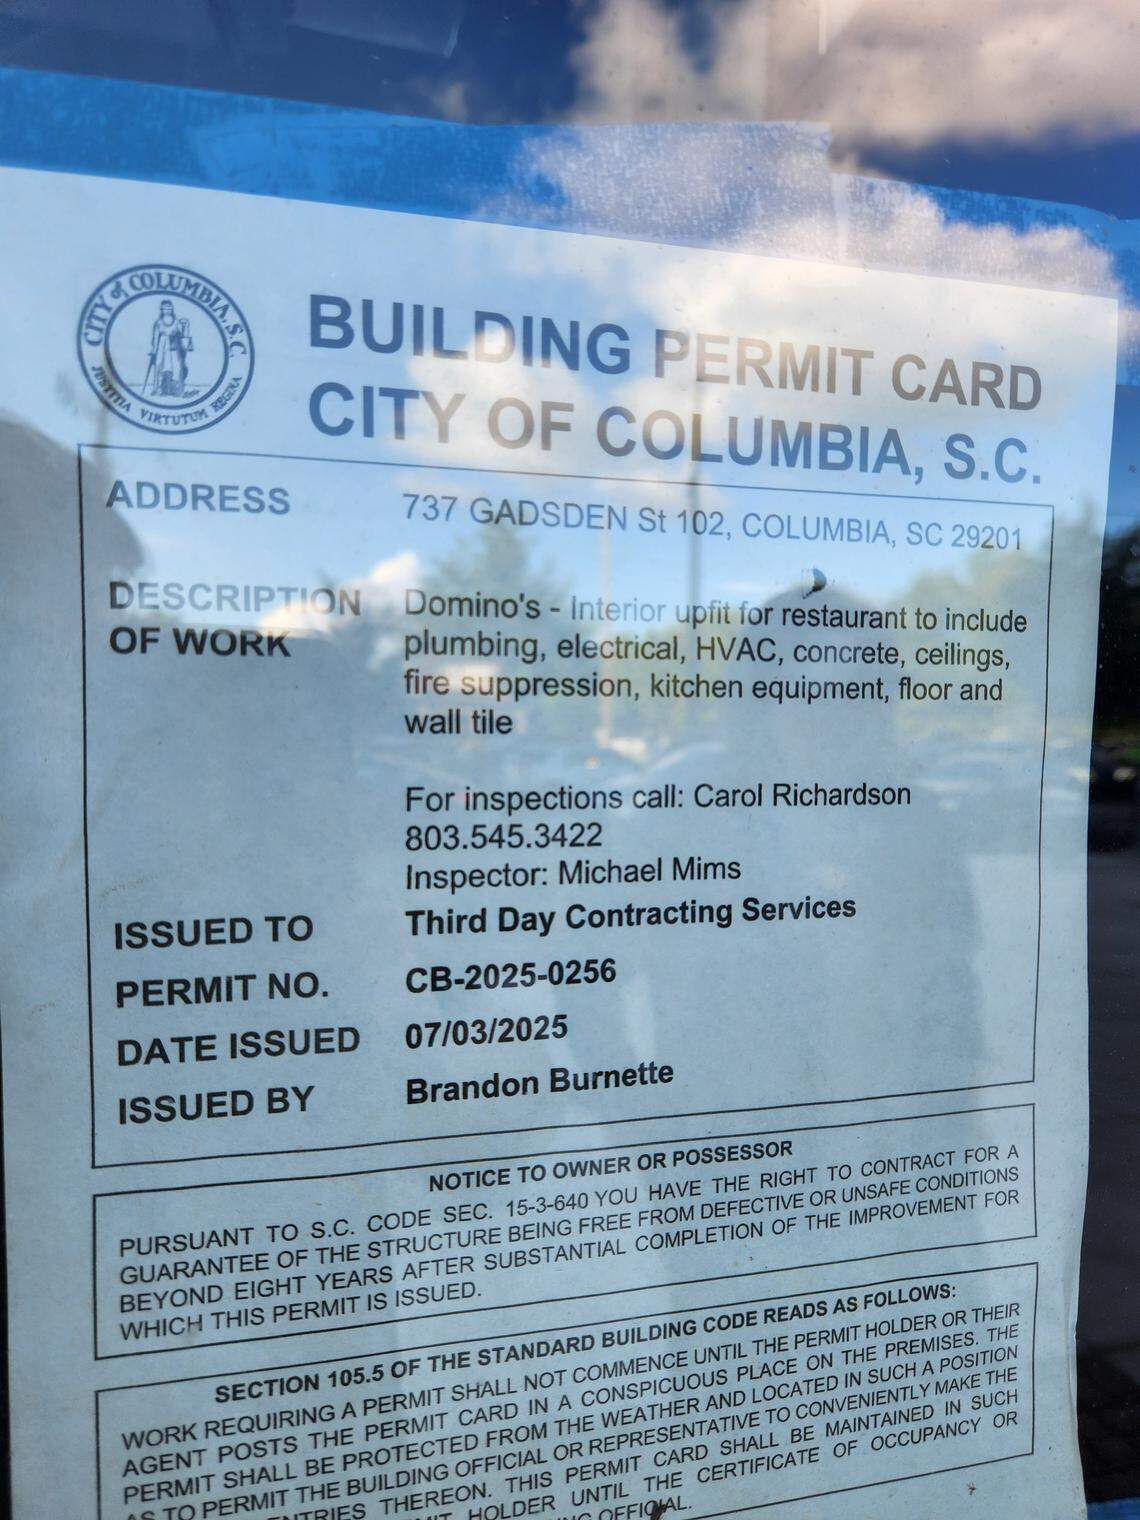 CITY of COLUMBIA, S.C.
JUSTITIA VIRTUTUM REGINA
BUILDING PERMIT CARD
CITY OF COLUMBIA, S.C.
ADDRESS 737 GADSDEN St 102, COLUMBIA, SC 29201
DESCRIPTION Domino's - Interior upfit for restaurant to include
OF WORK plumbing, electrical, HVAC, concrete, ceilings,
fire suppression, kitchen equipment, floor and
wall tile
For inspections call: Carol Richardson
803.545.3422
Inspector: Michael Mims
ISSUED TO Third Day Contracting Services
PERMIT NO. CB-2025-0256
DATE ISSUED 07/03/2025
ISSUED BY Brandon Burnette
NOTICE TO OWNER OR POSSESSOR
PURSUANT TO S.C. CODE SEC. 15-3-640 YOU HAVE THE RIGHT TO CONTRACT FOR A
GUARANTEE OF THE STRUCTURE BEING FREE FROM DEFECTIVE OR UNSAFE CONDITIONS
BEYOND EIGHT YEARS AFTER SUBSTANTIAL COMPLETION OF THE IMPROVEMENT FOR
WHICH THIS PERMIT IS ISSUED.
SECTION 105.5 OF THE STANDARD BUILDING CODE READS AS FOLLOWS:
WORK REQUIRING A PERMIT SHALL NOT COMMENCE UNTIL THE PERMIT HOLDER OR THEIR
AGENT POSTS THE PERMIT CARD IN A CONSPICUOUS PLACE ON THE PREMISES. THE
PERMIT SHALL BE PROTECTED FROM THE WEATHER AND LOCATED IN SUCH A POSITION
AS TO PERMIT THE BUILDING OFFICIAL OR REPRESENTATIVE TO CONVENIENTLY MAKE THE
ENTRIES THEREON. THIS PERMIT CARD SHALL BE MAINTAINED IN SUCH
HOLDER UNTIL THE CERTIFICATE OF OCCUPANCY OR
OFFICIAL.